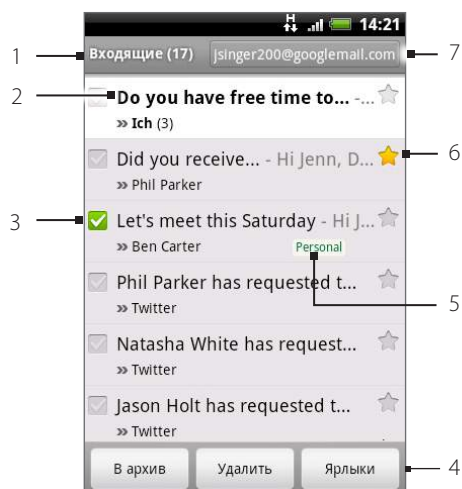 H 14:21
1 Входящие (17) jsinger200@googlemail.com 7
2 Do you have free time to... -...
» Ich (3)
Did you receive... - Hi Jenn, D... 6
» Phil Parker
3 Let's meet this Saturday - Hi J...
» Ben Carter Personal
5
Phil Parker has requested t...
» Twitter
Natasha White has request...
» Twitter
Jason Holt has requested t...
» Twitter
В архив Удалить Ярлыки 4